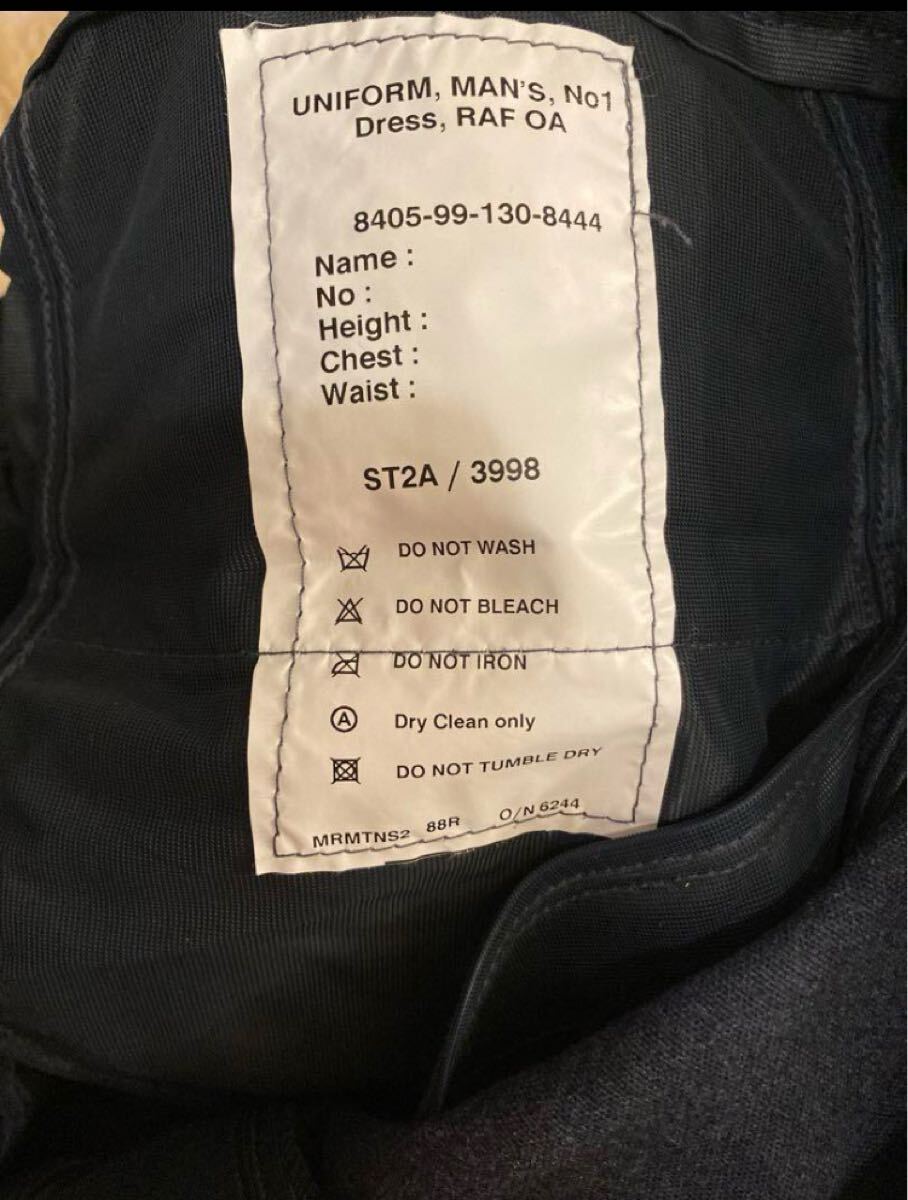 UNIFORM, MAN'S, No1
Dress, RAF OA
8405-99-130-8444
Name :
No :
Height :
Chest :
Waist :
ST2A / 3998
DO NOT WASH
DO NOT BLEACH
DO NOT IRON
A Dry Clean only
DO NOT TUMBLE DRY
MRMTNS2 88R O/N 6244